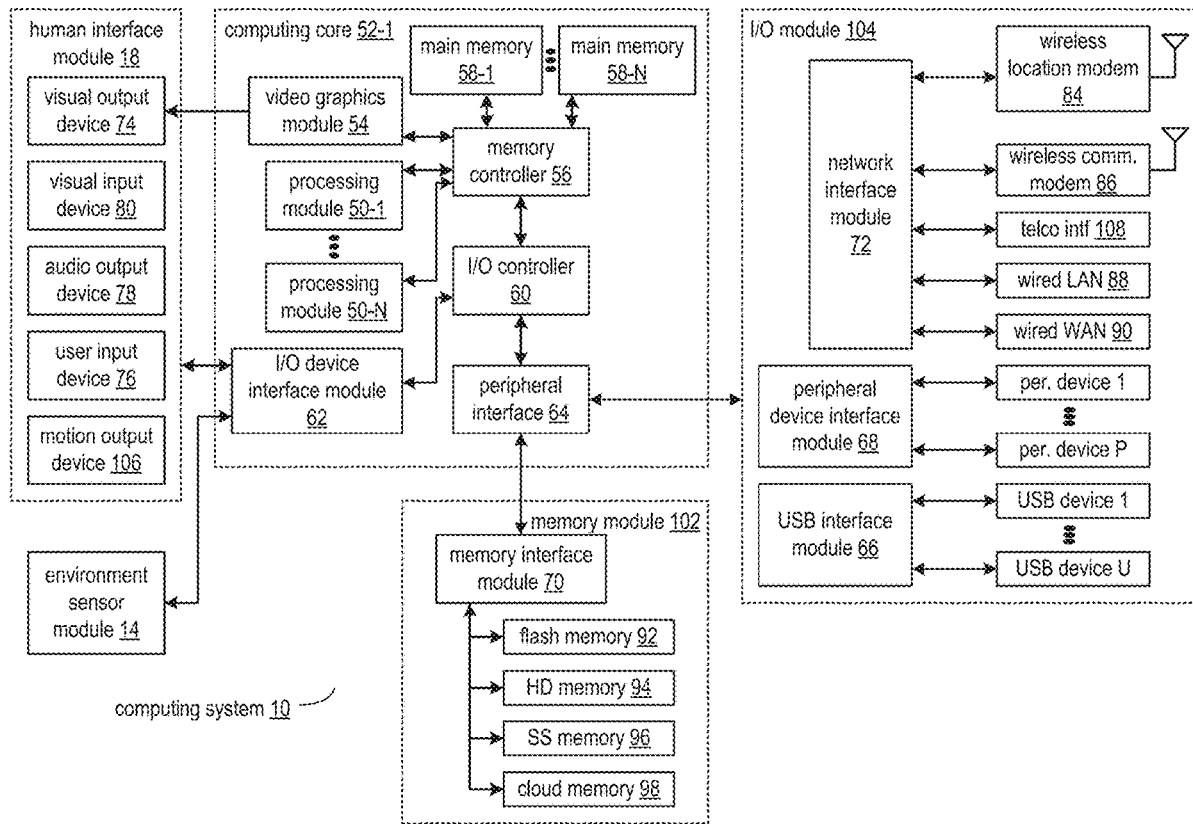 human interface
module 18
visual output
device 74
visual input
device 80
audio output
device 78
user input
device 76
motion output
device 106
environment
sensor
module 14
computing system 10
computing core 52-1
main memory
58-1
main memory
58-N
video graphics
module 54
memory
controller 56
processing
module 50-1
processing
module 50-N
I/O controller
60
I/O device
interface module
62
peripheral
interface 64
memory module 102
memory interface
module 70
flash memory 92
HD memory 94
SS memory 96
cloud memory 98
I/O module 104
network
interface
module
72
wireless
location modem
84
wireless comm.
modem 86
telco intf 108
wired LAN 88
wired WAN 90
peripheral
device interface
module 68
per. device 1
per. device P
USB interface
module 66
USB device 1
USB device U